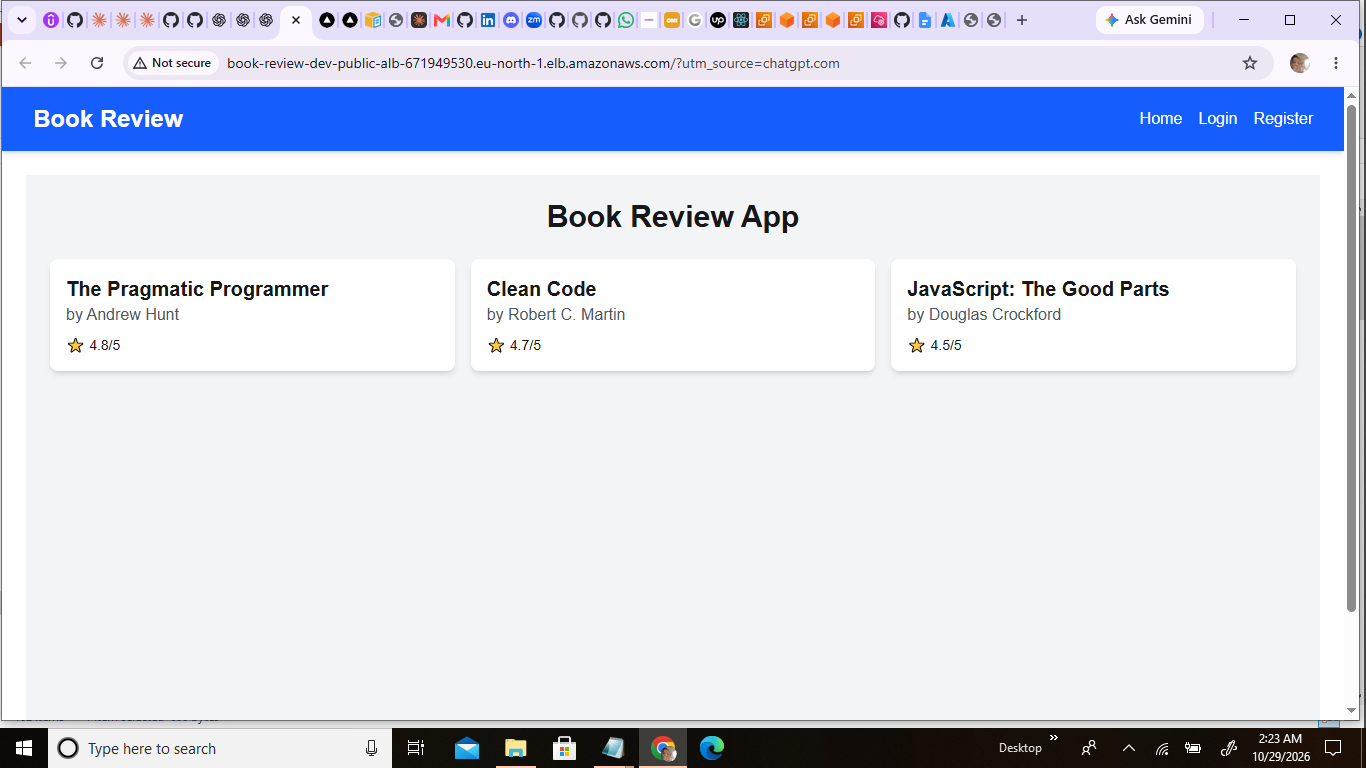 Ask Gemini
Not secure
book-review-dev-public-alb-671949530.eu-north-1.elb.amazonaws.com/?utm_source=chatgpt.com
Book Review
Home Login Register
Book Review App
The Pragmatic Programmer
by Andrew Hunt
4.8/5
Clean Code
by Robert C. Martin
4.7/5
JavaScript: The Good Parts
by Douglas Crockford
4.5/5
Type here to search
Desktop
2:23 AM
10/29/2026